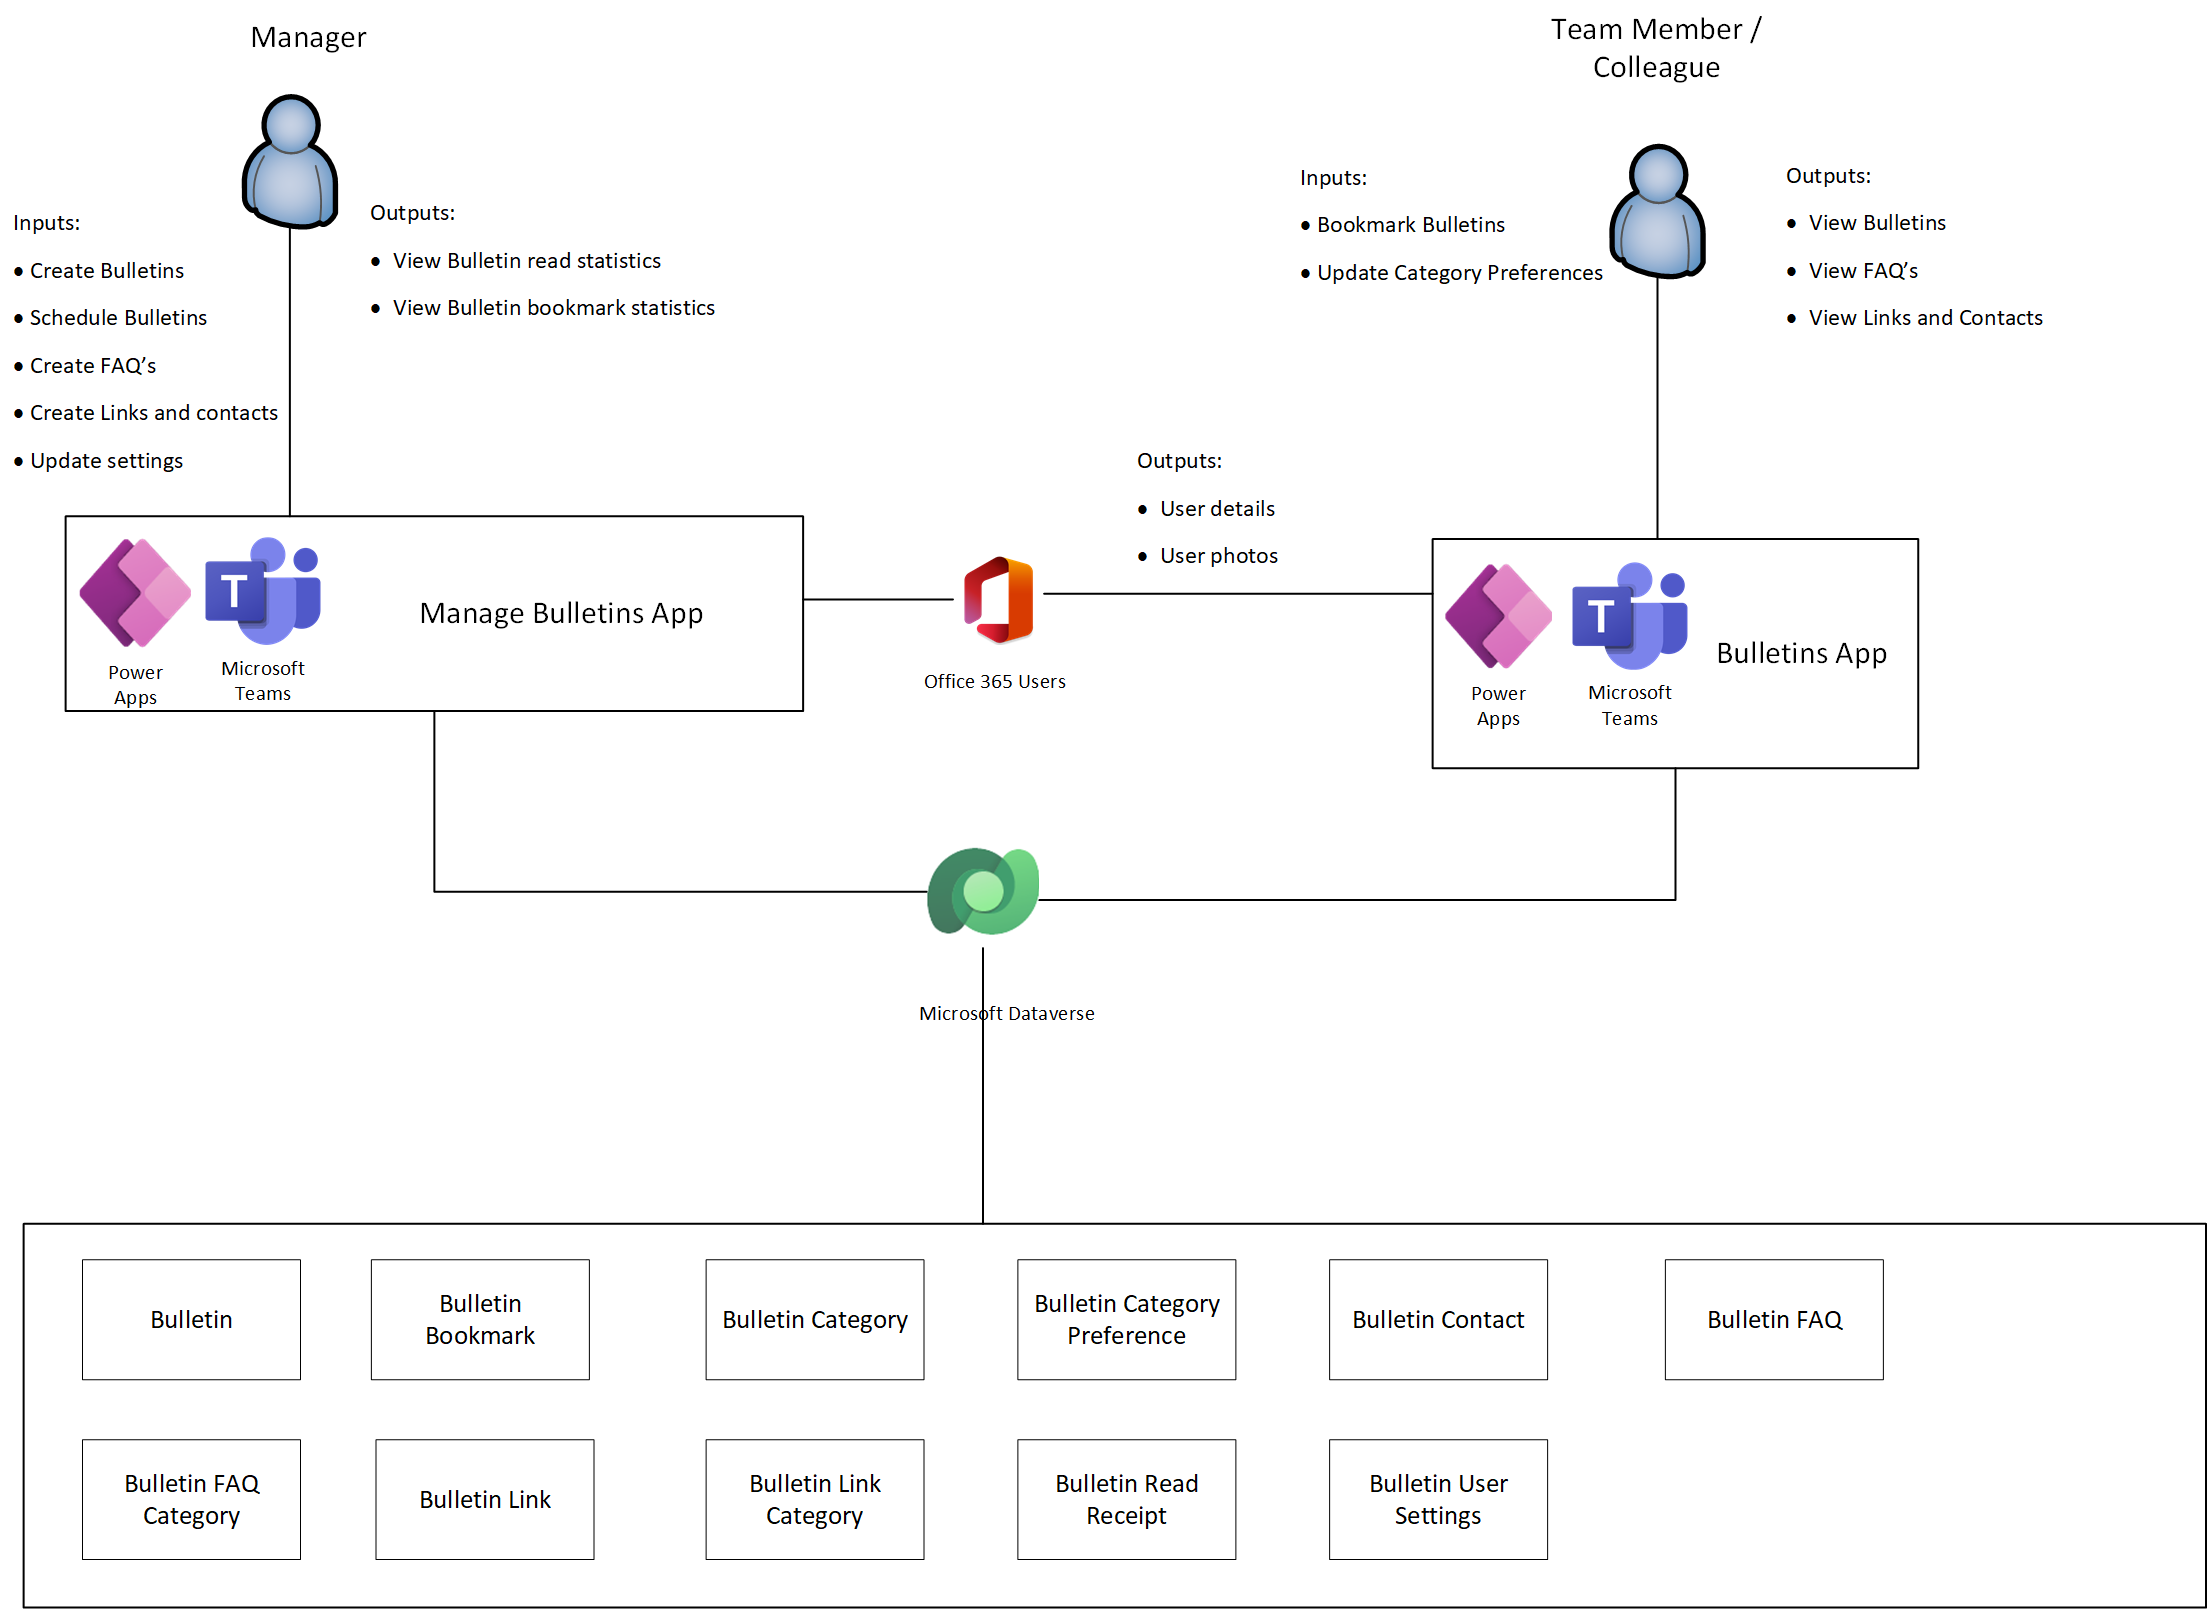 Manager
Team Member /
Colleague
Inputs:
• Create Bulletins
• Schedule Bulletins
• Create FAQ’s
• Create Links and contacts
• Update settings
Outputs:
• View Bulletin read statistics
• View Bulletin bookmark statistics
Inputs:
• Bookmark Bulletins
• Update Category Preferences
Outputs:
• View Bulletins
• View FAQ’s
• View Links and Contacts
Outputs:
• User details
• User photos
T
Power
Apps
Microsoft
Teams
Manage Bulletins App
Office 365 Users
T
Power
Apps
Microsoft
Teams
Bulletins App
Microsoft Dataverse
Bulletin
Bulletin
Bookmark
Bulletin Category
Bulletin Category
Preference
Bulletin Contact
Bulletin FAQ
Bulletin FAQ
Category
Bulletin Link
Bulletin Link
Category
Bulletin Read
Receipt
Bulletin User
Settings